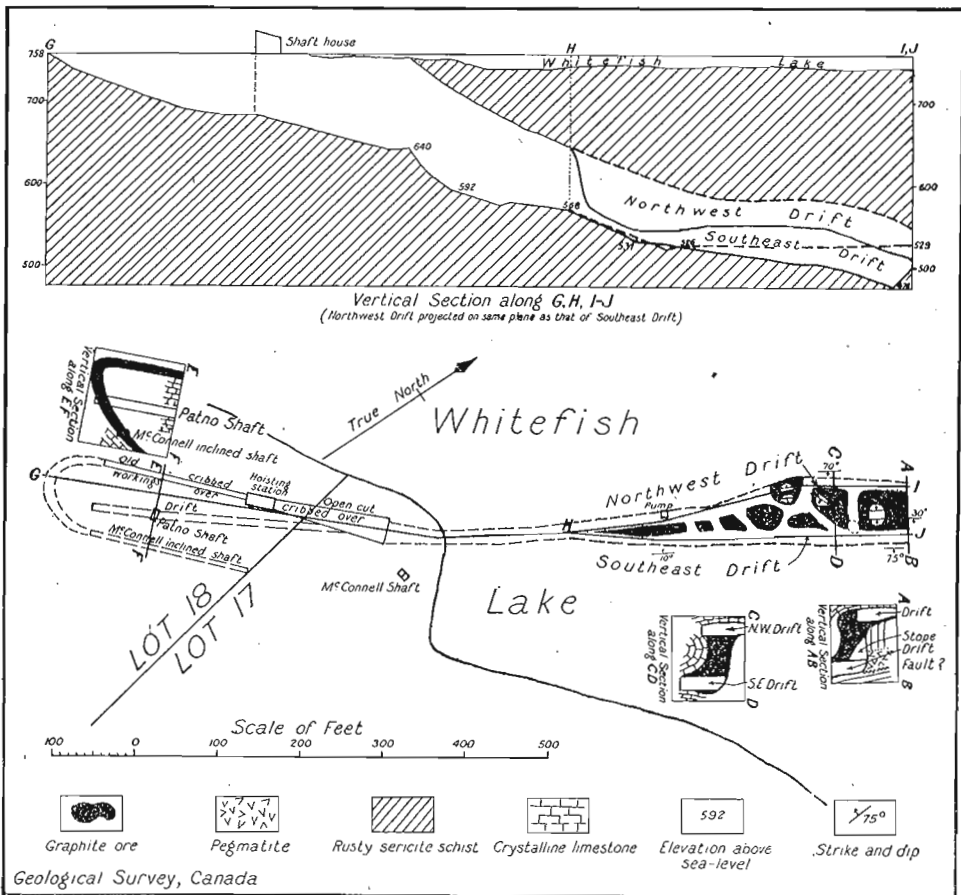 G
Shaft house
H
I,J
758
Whitefish Lake
700
700
640
600
592
600
568
Northwest Drift
531
Southeast Drift
529
500
500
Vertical Section along G,H, I-J
(Northwest Drift projected on same plane as that of Southeast Drift)
Vertical Section
along EF
E
F
Patno Shaft
McConnell inclined shaft
True North
Whitefish
G
Old workings
E
F
cribbed over
Hoisting station
Open cut
cribbed over
Drift
Patno Shaft
McConnell inclined shaft
F
McConnell Shaft
H
Northwest Drift
Pump
C
70°
A
I
30°
J
10°
Southeast Drift
D
75°
B
LOT 18
LOT 17
Lake
C
Vertical Section
along CD
N.W. Drift
S.E. Drift
D
A
Vertical Section
along AB
Drift
Stope
Drift
Fault?
B
Scale of Feet
100 0 100 200 300 400 500
592
75°
Graphite ore
Pegmatite
Rusty sericite schist
Crystalline limestone
Elevation above
sea-level
Strike and dip
Geological Survey, Canada